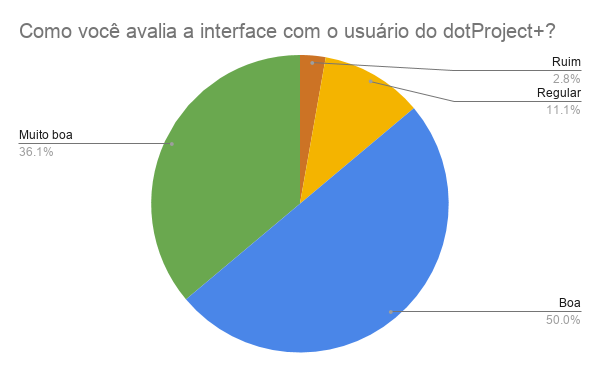 Como você avalia a interface com o usuário do dotProject+?
Ruim
2.8%
Regular
11.1%
Muito boa
36.1%
Boa
50.0%